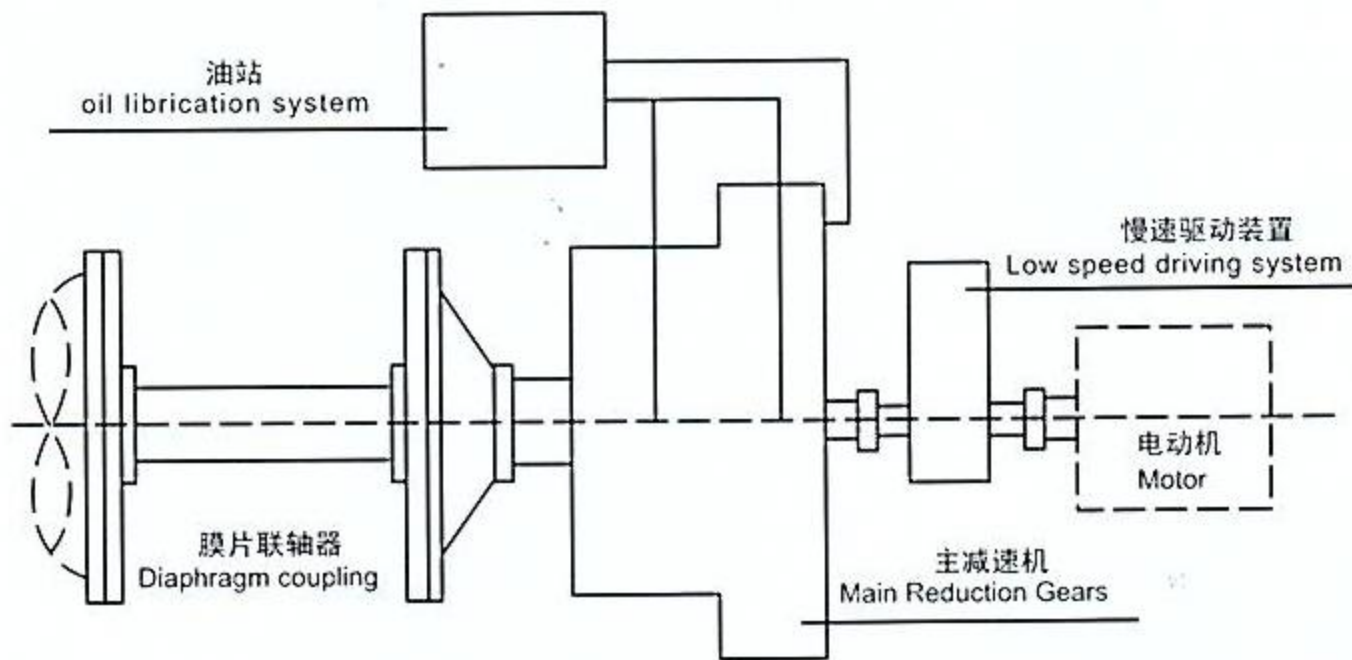 油站
oil librication system
慢速驱动装置
Low speed driving system
电动机
Motor
膜片联轴器
Diaphragm coupling
主减速机
Main Reduction Gears